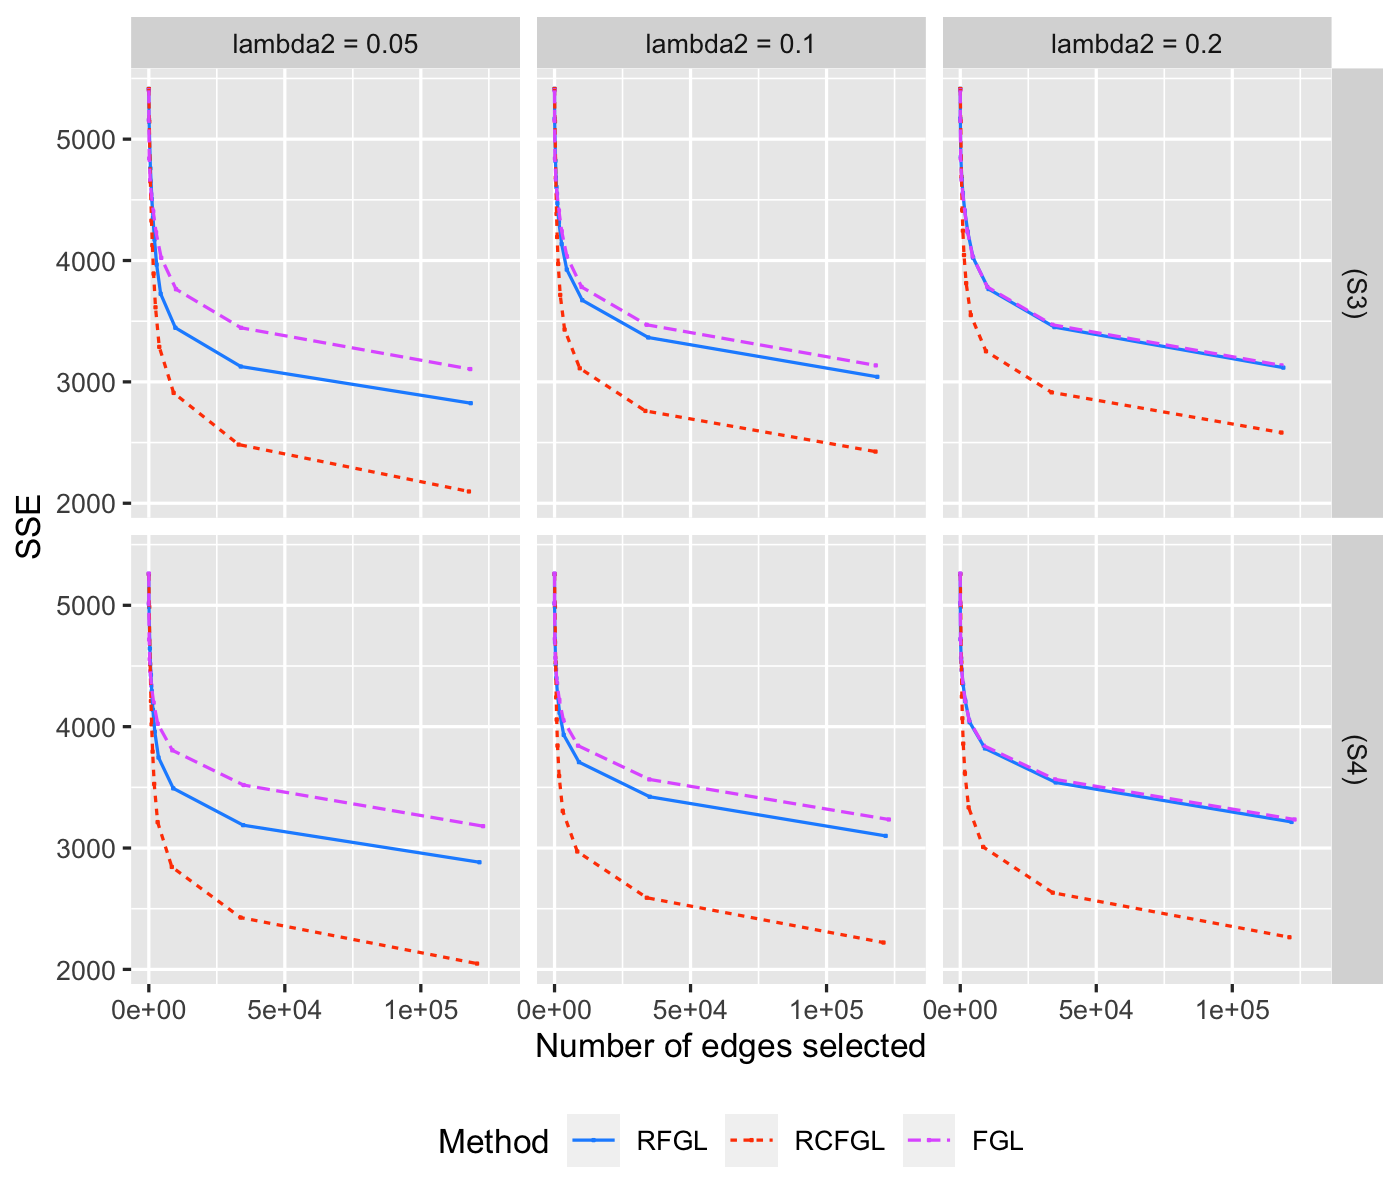 lambda2 = 0.05 lambda2 = 0.1 lambda2 = 0.2
5000
4000
3000
2000
(S3)
SSE
5000
4000
3000
2000
(S4)
0e+00 5e+04 1e+05 0e+00 5e+04 1e+05 0e+00 5e+04 1e+05
Number of edges selected
Method RFGL RCFGL FGL